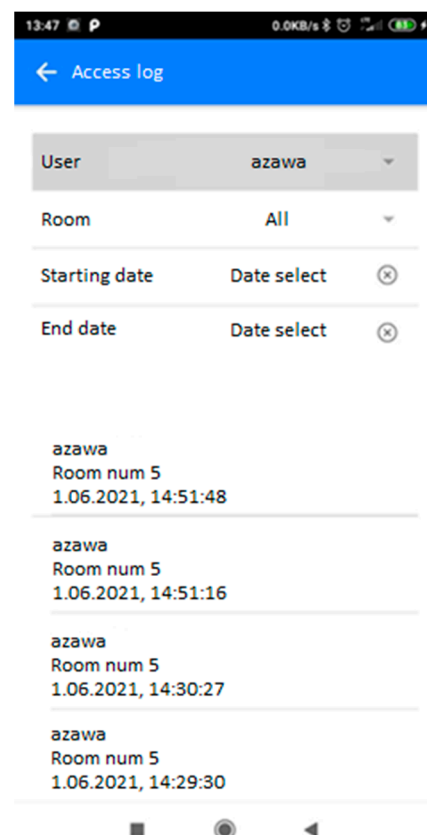 13:47 P 0.0KB/s 83
Access log
User azawa
Room All
Starting date Date select
End date Date select
azawa
Room num 5
1.06.2021, 14:51:48
azawa
Room num 5
1.06.2021, 14:51:16
azawa
Room num 5
1.06.2021, 14:30:27
azawa
Room num 5
1.06.2021, 14:29:30